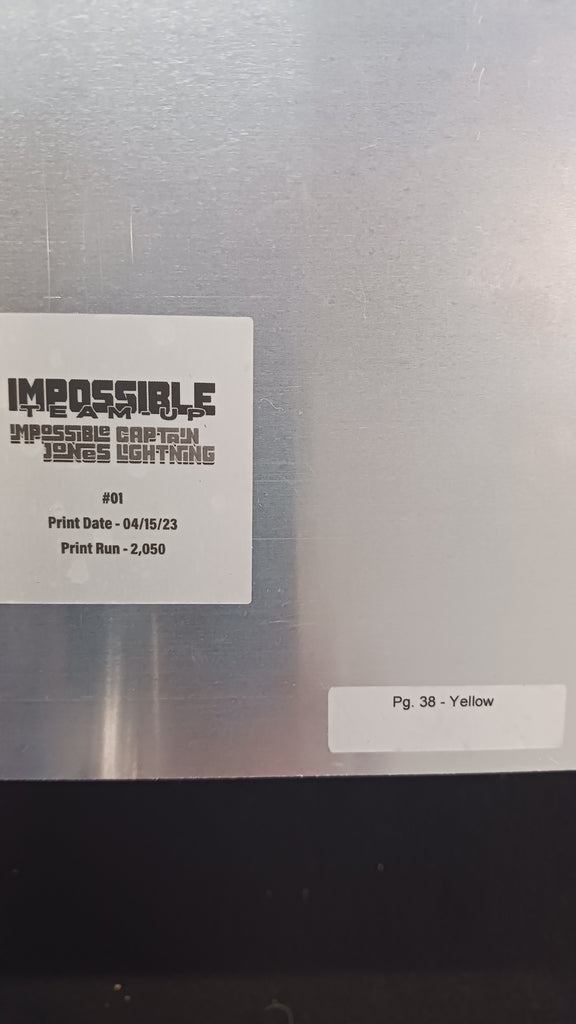 IMPOSSIBLE
TEAM-UP
IMPOSSIBLE CAPTAIN
JONES LIGHTNING
#01
Print Date - 04/15/23
Print Run - 2,050
Pg. 38 - Yellow